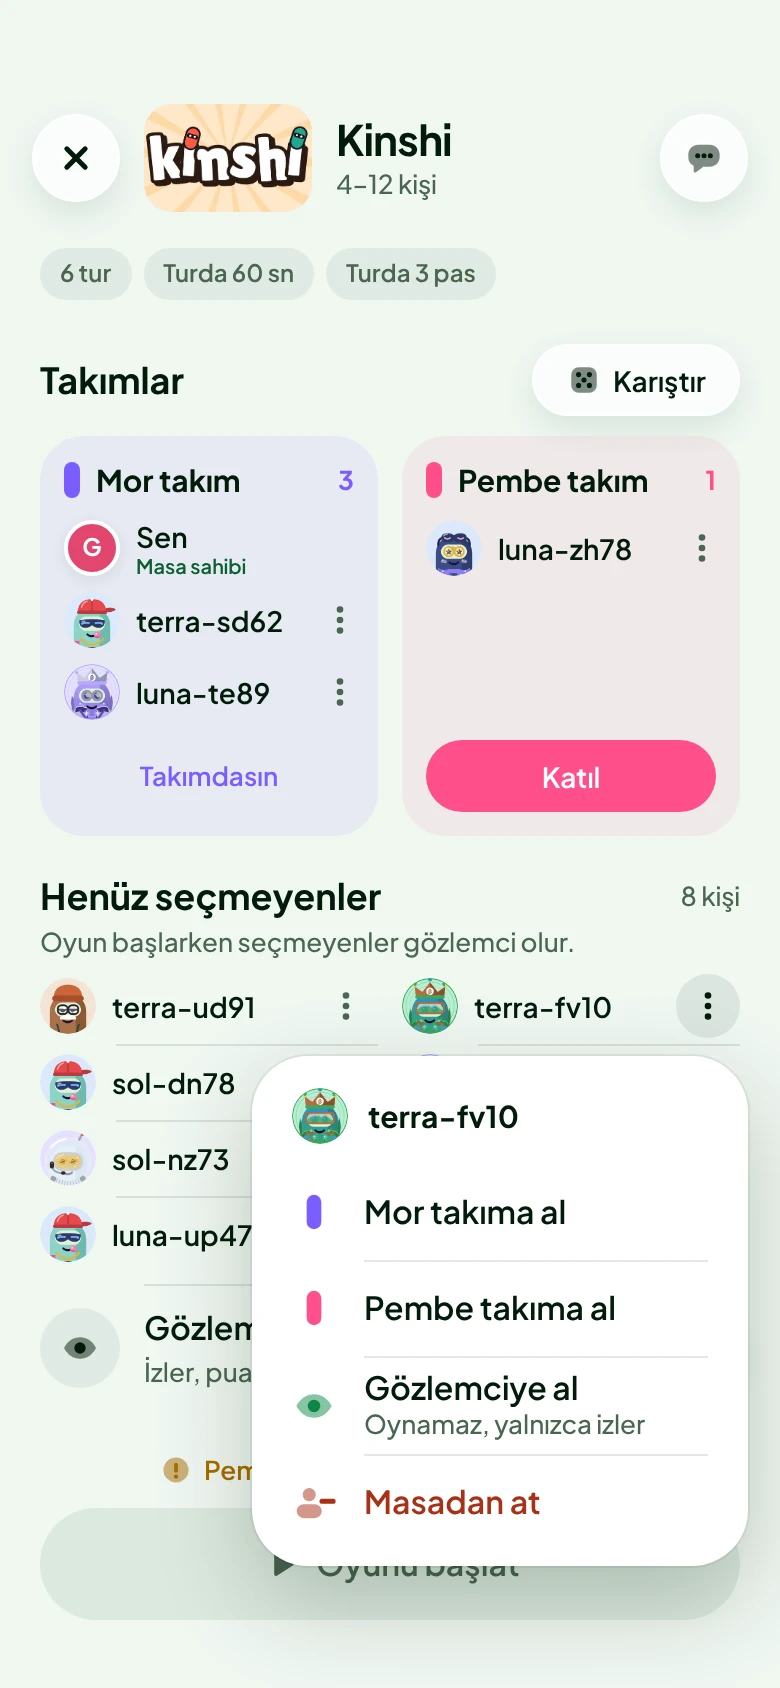 kinshi
Kinshi
4–12 kişi
6 tur
Turda 60 sn
Turda 3 pas
Takımlar
Karıştır
Mor takım
3
G
Sen
Masa sahibi
terra-sd62
luna-te89
Takımdasın
Pembe takım
1
luna-zh78
Katıl
Henüz seçmeyenler
8 kişi
Oyun başlarken seçmeyenler gözlemci olur.
terra-ud91
terra-fv10
sol-dn78
sol-nz73
luna-up47
terra-fv10
Mor takıma al
Pembe takıma al
Gözlemciye al
Oynamaz, yalnızca izler
Masadan at
İzler,
Oyunu başlat